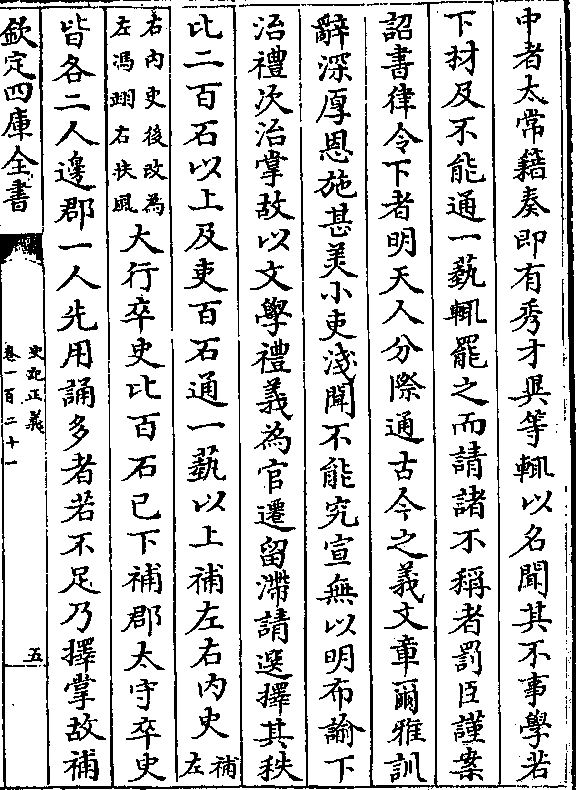 中者太常籍奏即有秀才異等輒以名聞其不事學若
下材及不能通一藝輒罷之而請諸不稱者罰臣謹案
詔書律令下者明天人分際通古今之義文章爾雅訓
辭深厚恩施甚美小吏淺聞不能究宣無以明布諭下
治禮次治掌故以文學禮義為官遷留滯請選擇其秩
比二百石以上及吏百石通一藝以上補左右內史
補
左
右內史後改為
左馮翊右扶風
大行卒史比百石已下補郡太守卒史
皆各二人邊郡一人先用誦多者若不足乃擇掌故補
欽定四庫全書
史記正義
卷一百二十一
五